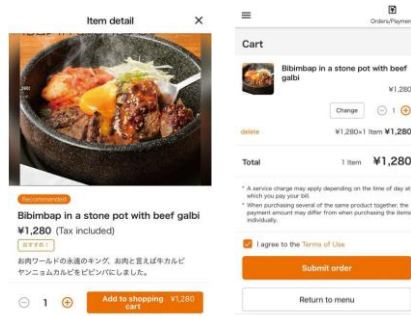 Item detail
Recommended
Bibimbap in a stone pot with beef galbi
¥1,280 (Tax included)
おすすめ!
お肉ワールドの永遠のキング、お肉と言えば牛カルビ
ヤンニョムカルビをビビンバにしました。
1
Add to shopping cart ¥1,280
Orders/Payment
Cart
Bibimbap in a stone pot with beef
galbi
¥1,280
Change
1
delete
¥1,280×1 Item ¥1,280
Total
1 Item ¥1,280
* A service charge may apply depending on the time of day at
which you pay your bill.
* When purchasing several of the same product together, the
payment amount may differ from when purchasing the items
individually.
I agree to the Terms of Use
Submit order
Return to menu